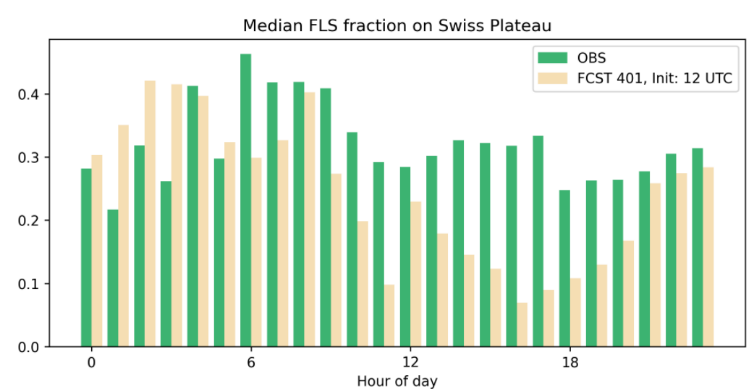 Median FLS fraction on Swiss Plateau
OBS
FCST 401, Init: 12 UTC
0.4
0.3
0.2
0.1
0.0
0 6 12 18
Hour of day